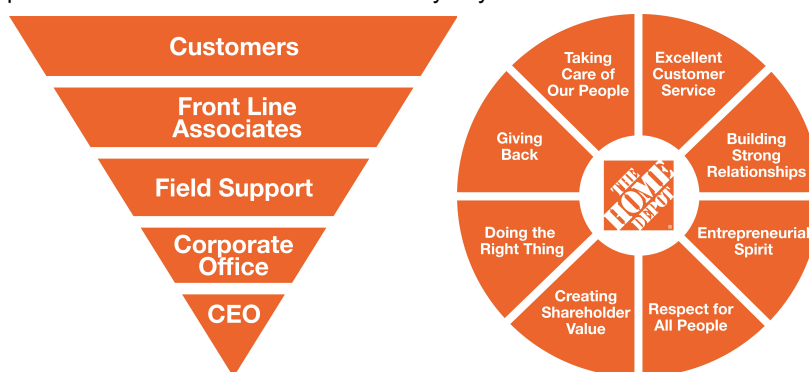 Customers
Front Line
Associates
Field Support
Corporate
Office
CEO
Taking
Care of
Our People
Excellent
Customer
Service
Building
Strong
Relationships
Entrepreneurial
Spirit
Respect for
All People
Creating
Shareholder
Value
Doing the
Right Thing
Giving
Back
THE
HOME
DEPOT
®